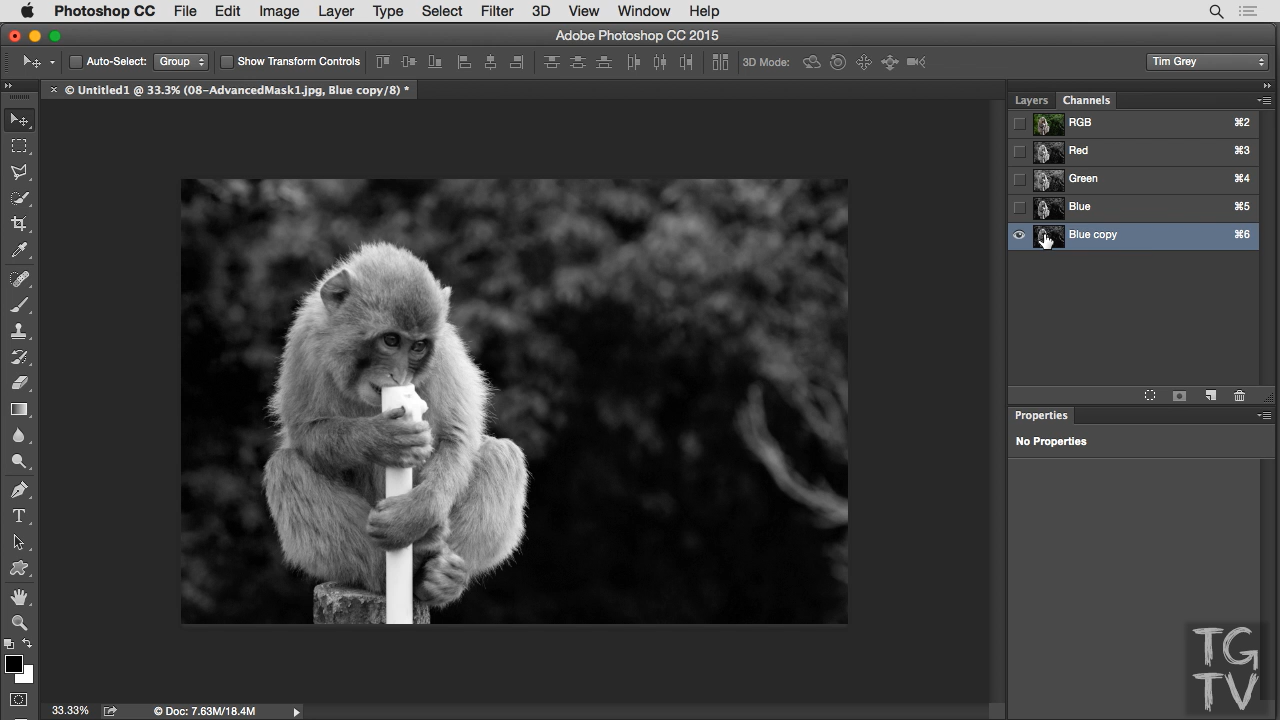 Photoshop CC File Edit Image Layer Type Select Filter 3D View Window Help
Adobe Photoshop CC 2015
Auto-Select: Group Show Transform Controls 3D Mode: Tim Grey
× © Untitled1 @ 33.3% (08-AdvancedMask1.jpg, Blue copy/8) *
Layers Channels
RGB ⌘2
Red ⌘3
Green ⌘4
Blue ⌘5
Blue copy ⌘6
Properties
No Properties
TG
TV
33.33% © Doc: 7.63M/18.4M